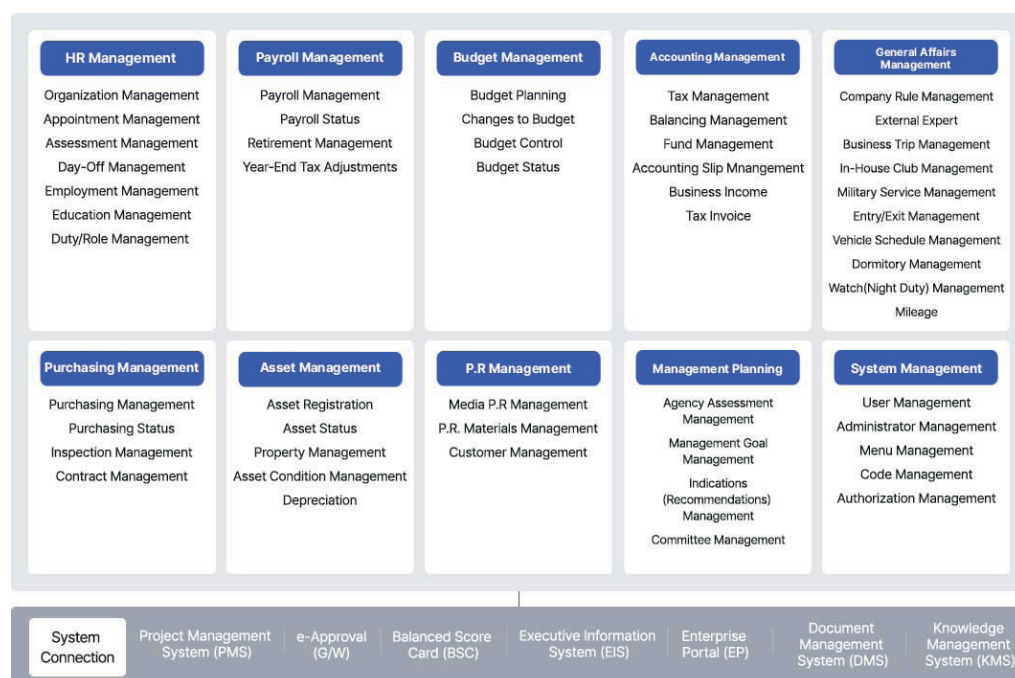 HR Management
Organization Management
Appointment Management
Assessment Management
Day-Off Management
Employment Management
Education Management
Duty/Role Management
Payroll Management
Payroll Management
Payroll Status
Retirement Management
Year-End Tax Adjustments
Budget Management
Budget Planning
Changes to Budget
Budget Control
Budget Status
Accounting Management
Tax Management
Balancing Management
Fund Management
Accounting Slip Mnangement
Business Income
Tax Invoice
General Affairs
Management
Company Rule Management
External Expert
Business Trip Management
In-House Club Management
Military Service Management
Entry/Exit Management
Vehicle Schedule Management
Dormitory Management
Watch(Night Duty) Management
Mileage
Purchasing Management
Purchasing Management
Purchasing Status
Inspection Management
Contract Management
Asset Management
Asset Registration
Asset Status
Property Management
Asset Condition Management
Depreciation
P.R Management
Media P.R Management
P.R. Materials Management
Customer Management
Management Planning
Agency Assessment
Management
Management Goal
Management
Indications
(Recommendations)
Management
Committee Management
System Management
User Management
Administrator Management
Menu Management
Code Management
Authorization Management
System
Connection
Project Management
System (PMS)
e-Approval
(G/W)
Balanced Score
Card (BSC)
Executive Information
System (EIS)
Enterprise
Portal (EP)
Document
Management
System (DMS)
Knowledge
Management
System (KMS)